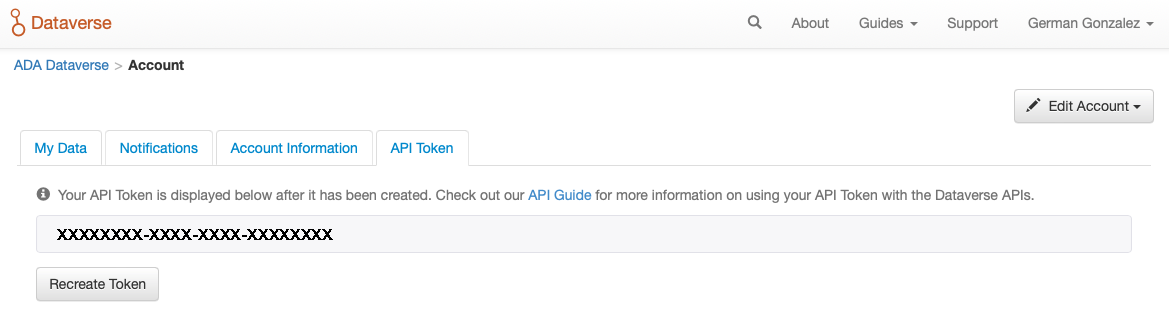 Dataverse About Guides Support German Gonzalez
ADA Dataverse > Account
Edit Account
My Data Notifications Account Information API Token
Your API Token is displayed below after it has been created. Check out our API Guide for more information on using your API Token with the Dataverse APIs.
XXXXXXXX-XXXX-XXXX-XXXXXXXX
Recreate Token